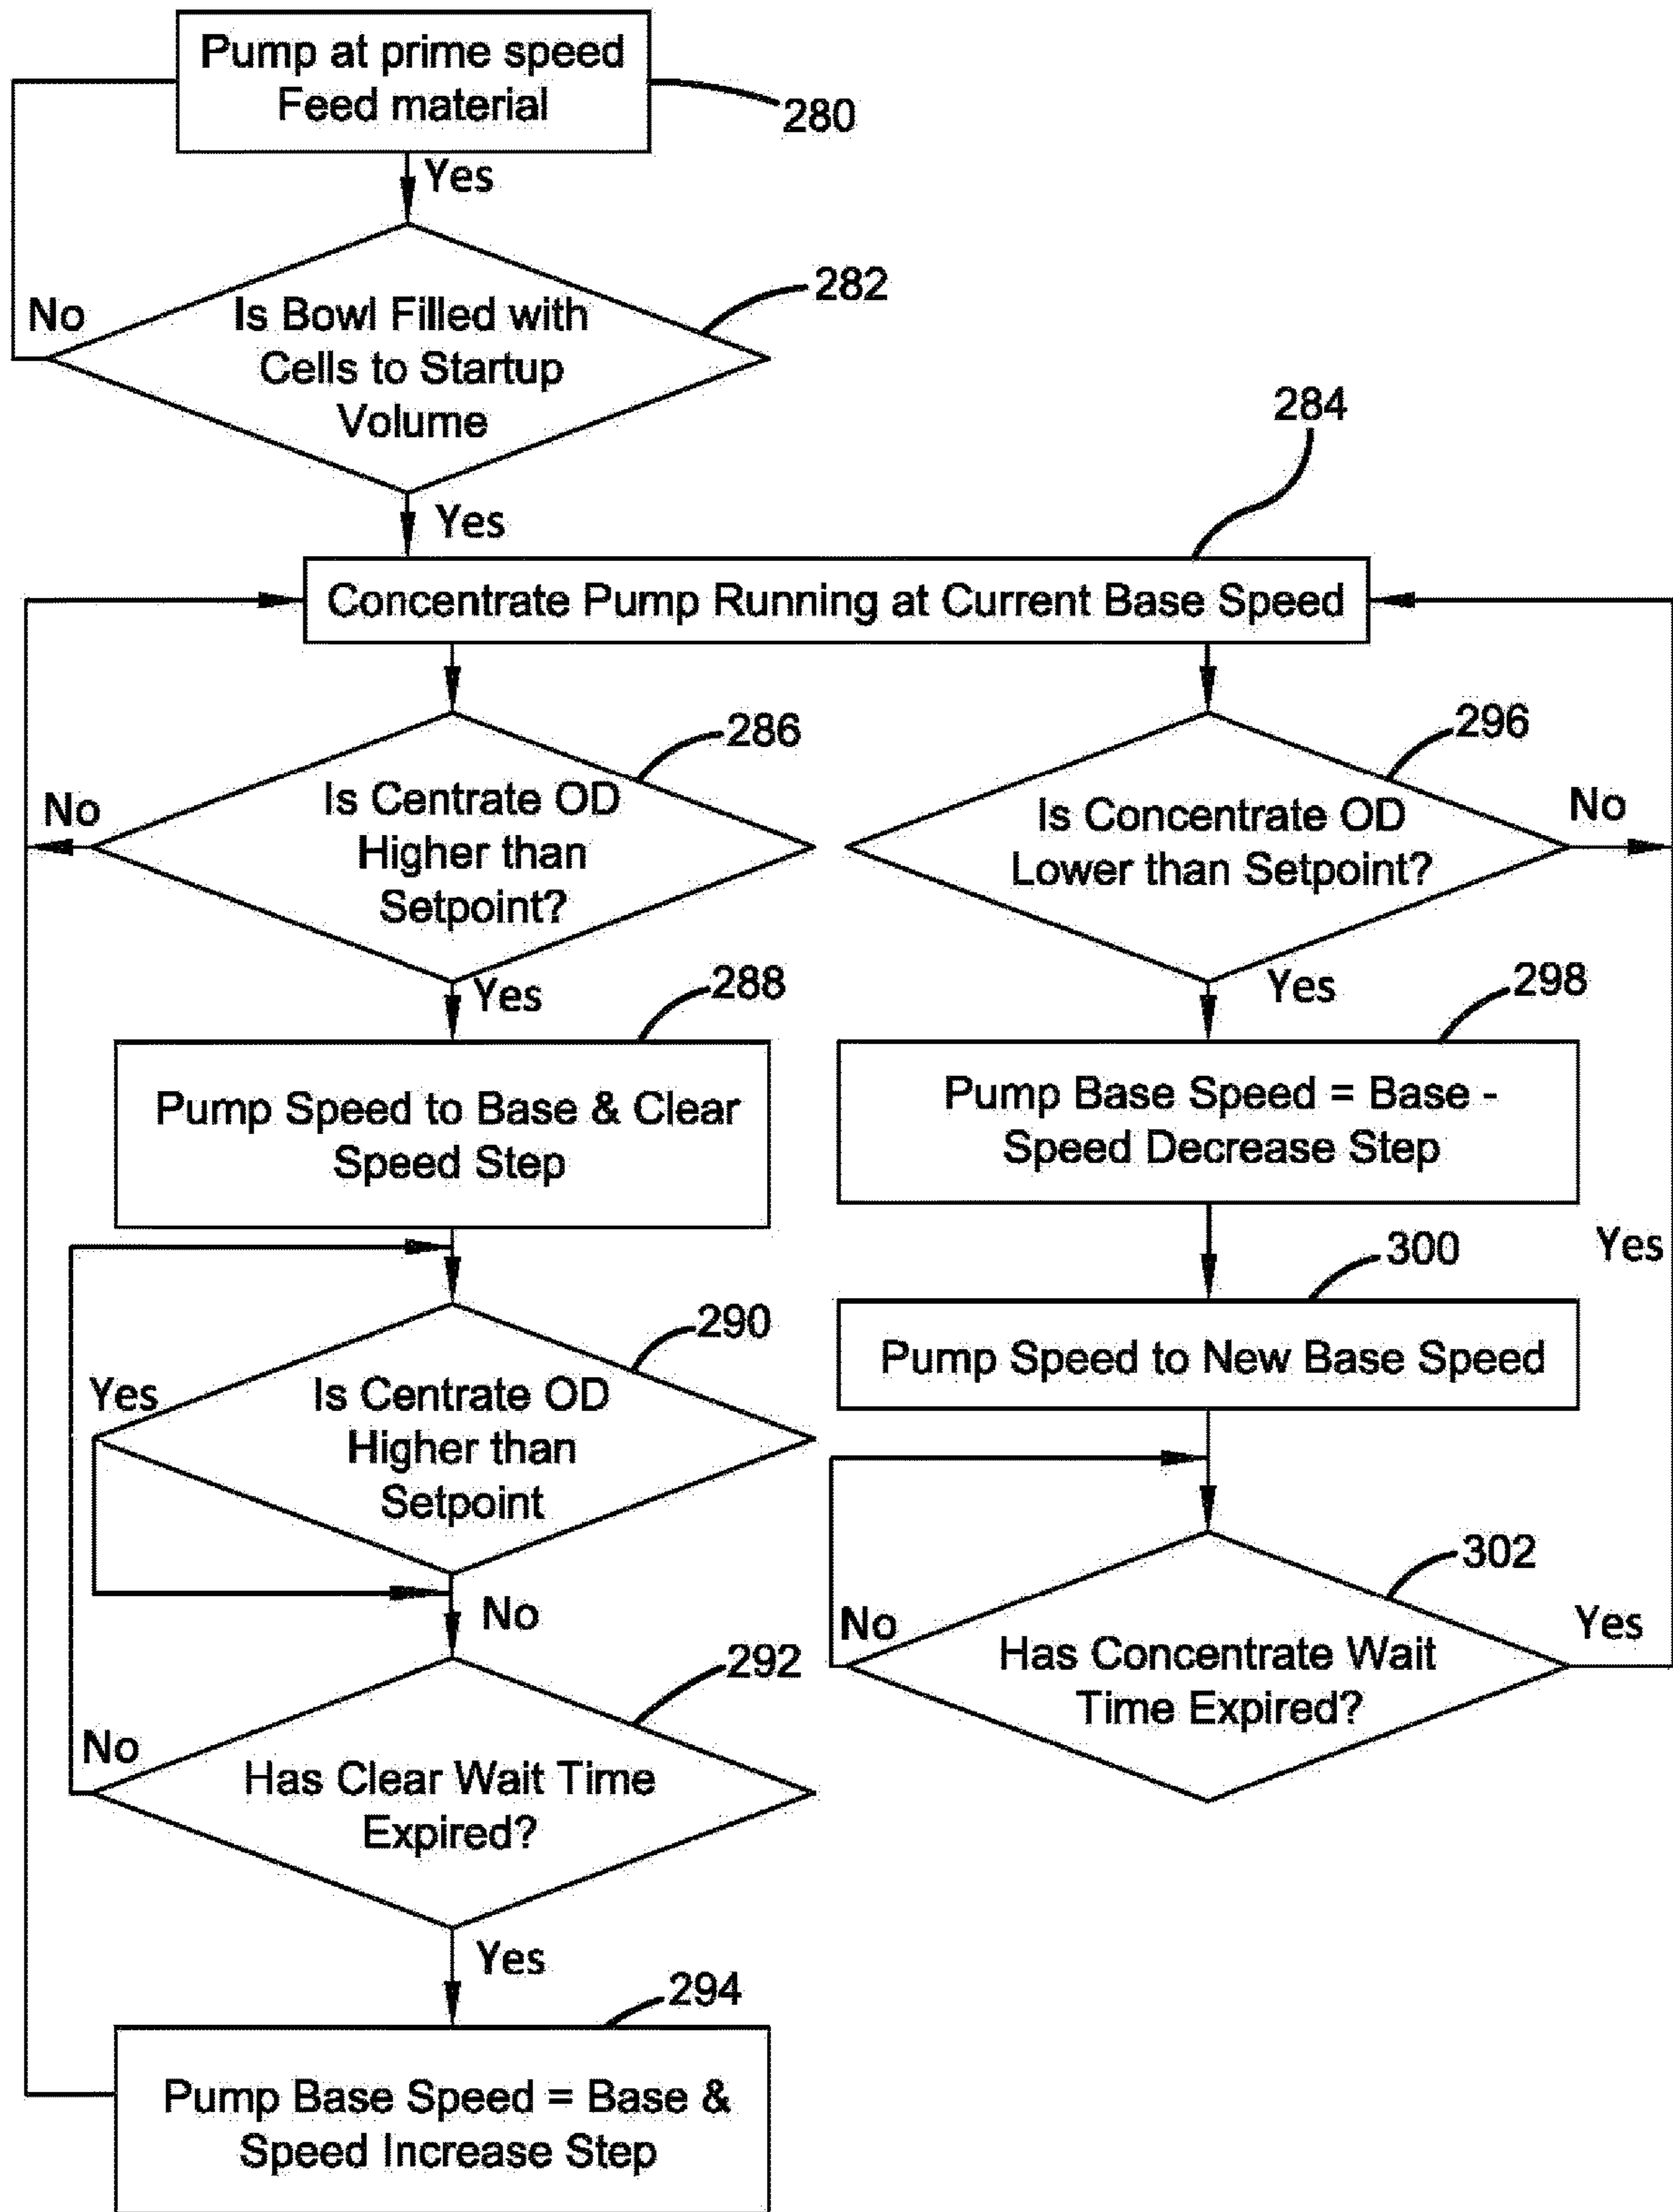 Pump at prime speed
Feed material
280
Yes
282
No
Is Bowl Filled with
Cells to Startup
Volume
284
Yes
Concentrate Pump Running at Current Base Speed
286
296
No
Is Centrate OD
Higher than
Setpoint?
Is Concentrate OD
Lower than Setpoint?
No
Yes
288
Yes
298
Pump Speed to Base & Clear
Speed Step
Pump Base Speed = Base -
Speed Decrease Step
300
Yes
290
Pump Speed to New Base Speed
Yes
Is Centrate OD
Higher than
Setpoint
302
No
No
Yes
Has Concentrate Wait
Time Expired?
292
No
Has Clear Wait Time
Expired?
Yes
294
Pump Base Speed = Base &
Speed Increase Step